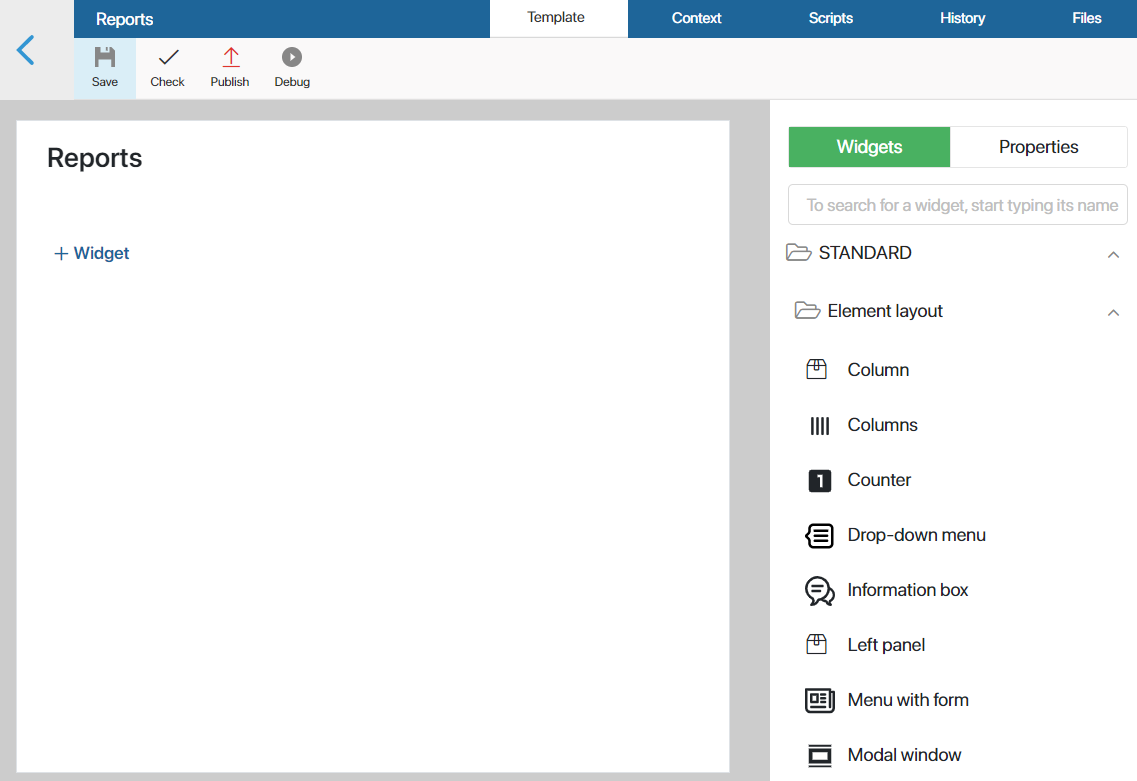 Reports
Template
Context
Scripts
History
Files
Save
Check
Publish
Debug
Reports
+ Widget
Widgets
Properties
To search for a widget, start typing its name
STANDARD
Element layout
Column
Columns
1
Counter
Drop-down menu
Information box
Left panel
Menu with form
Modal window